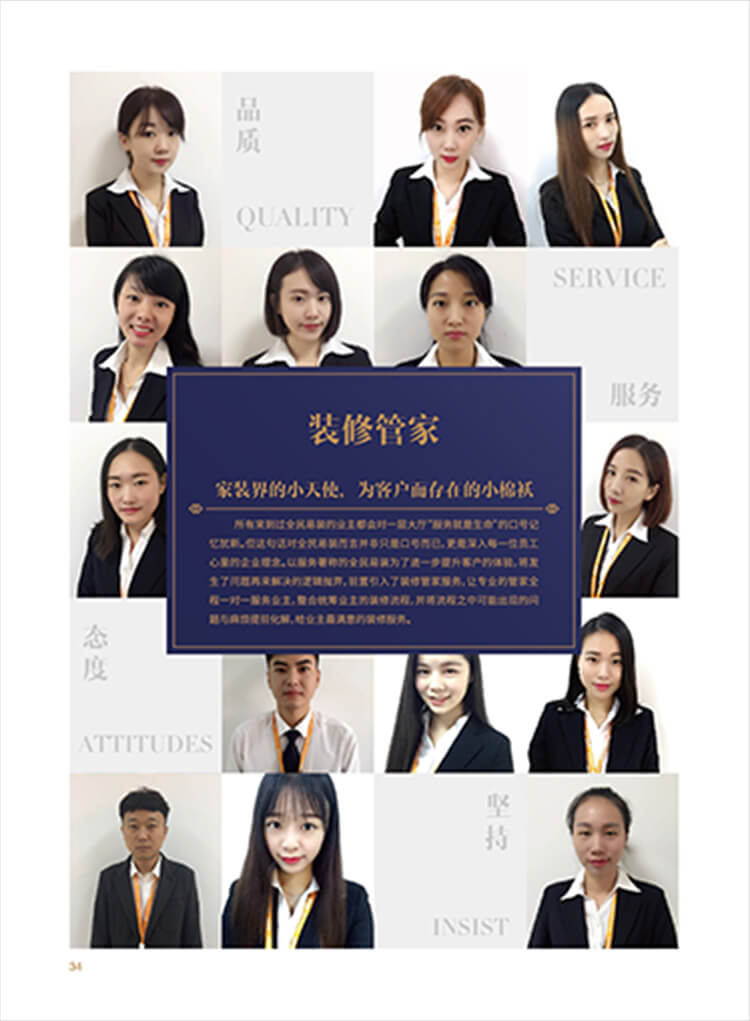 品
质
QUALITY
SERVICE
服务
装修管家
家装界的小天使，为客户而存在的小棉袄
所有来到过全民易装的业主都会对一层大厅“服务就是生命”的口号记
忆犹新。但这句话对全民易装而言并非只是口号而已，更是深入每一位员工
心里的企业理念。以服务著称的全民易装为了进一步提升客户的体验，将发
生了问题再来解决的逻辑抛弃，前置引入了装修管家服务，让专业的管家全
程一对一服务业主，整合统筹业主的装修流程，并将流程之中可能出现的问
题与麻烦提前化解，给业主最满意的装修服务。
态
度
ATTITUDES
坚
持
INSIST
34